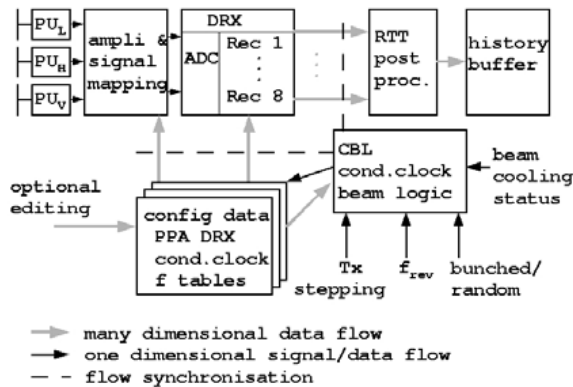 PU_L
PU_H
PU_V
ampli &
signal
mapping
DRX
ADC
Rec 1
Rec 8
RTT
post
proc.
history
buffer
optional
editing
config data
PPA DRX
cond.clock
f tables
CBL
cond.clock
beam logic
beam
cooling
status
Tx
stepping
f_rev
bunched/
random
many dimensional data flow
one dimensional signal/data flow
flow synchronisation